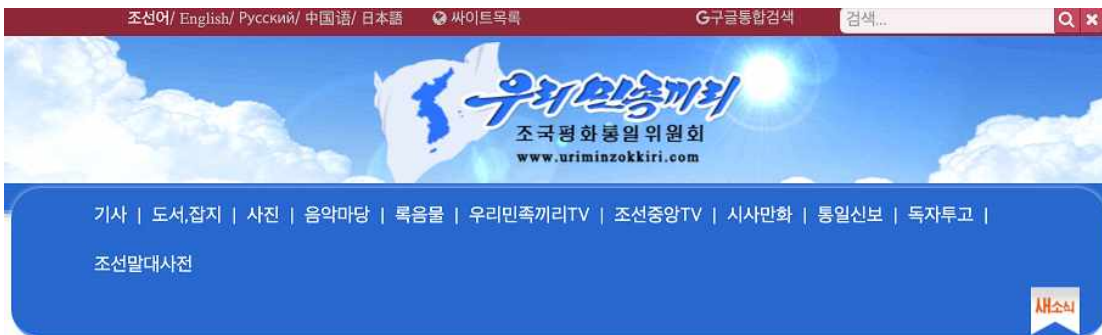 조선어/ English/ Русский/ 中国语/ 日本語 싸이트목록 G구글통합검색 검색...
우리민족끼리
조국평화통일위원회
www.uriminzokkiri.com
기사 | 도서,잡지 | 사진 | 음악마당 | 록음물 | 우리민족끼리TV | 조선중앙TV | 시사만화 | 통일신보 | 독자투고 |
조선말대사전
새소식